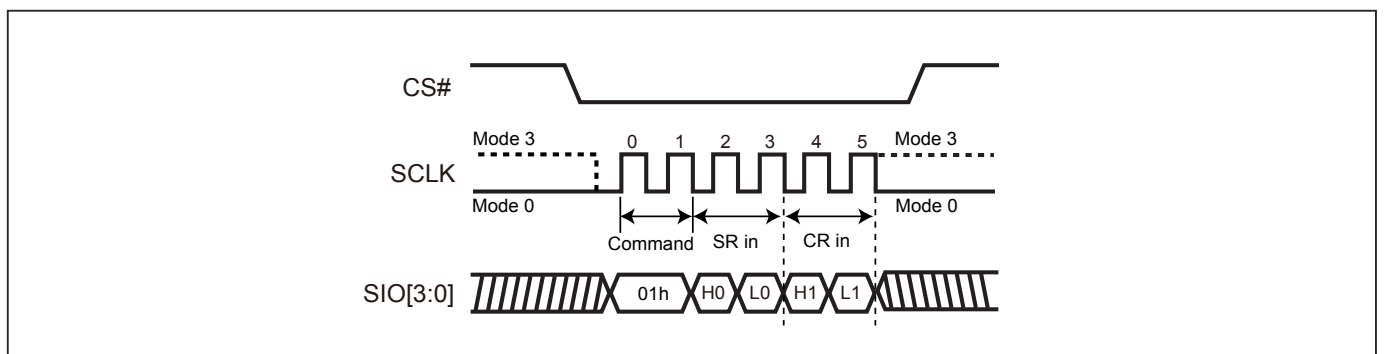 CS#
Mode 3
0 1 2 3 4 5
Mode 3
SCLK
Mode 0
Mode 0
Command
SR in
CR in
SIO[3:0]
01h
H0
L0
H1
L1